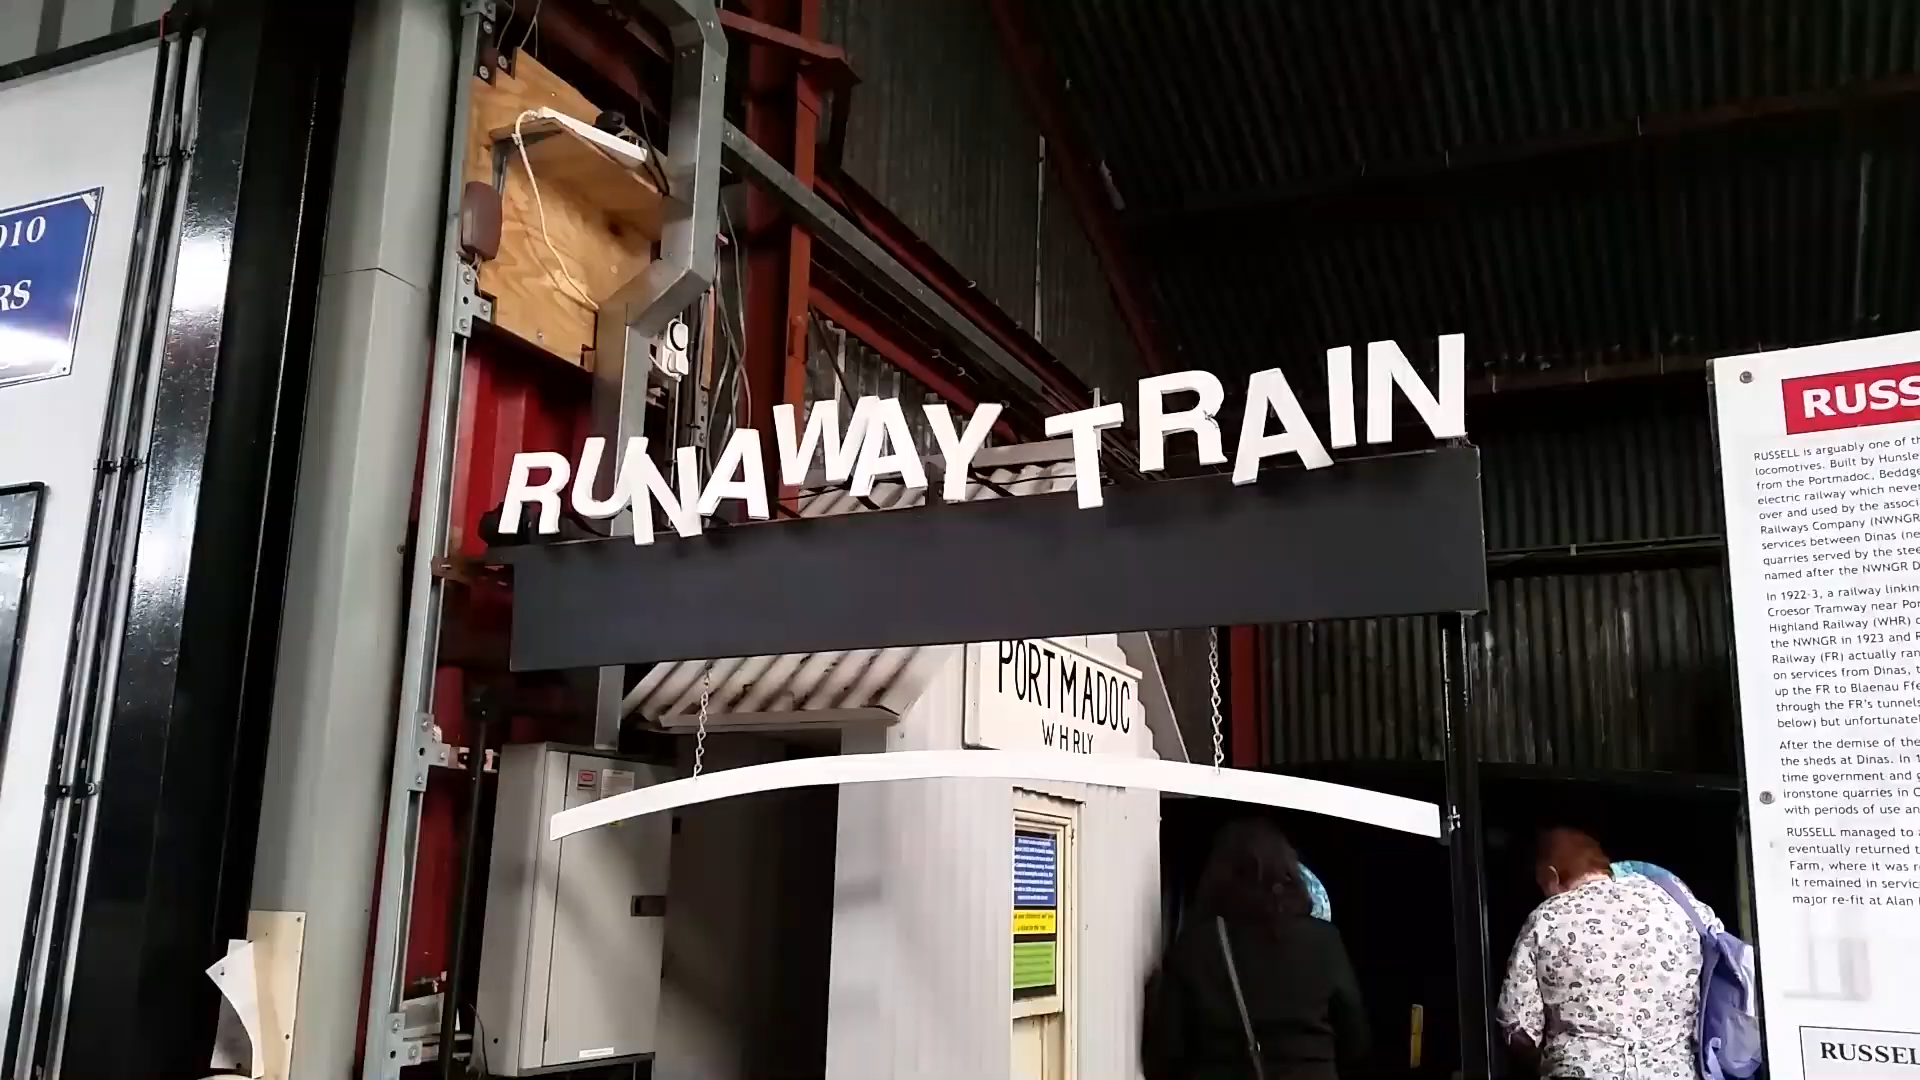 010
RS
RUNAWAY TRAIN
PORTMADOC
WHRLY
RUSS
RUSSELL is arguably one of th
locomotives. Built by Hunsle
from the Portmadoc, Beddge
electric railway which never
over and used by the associ
Railways Company (NWNGR
services between Dinas (ne
quarries served by the stee
named after the NWNGR D
In 1922-3, a railway linkin
Croesor Tramway near Por
Highland Railway (WHR) o
the NWNGR in 1923 and F
Railway (FR) actually ran
on services from Dinas, t
up the FR to Blaenau Ffe
through the FR's tunnels
below) but unfortunatel
After the demise of the
the sheds at Dinas. In 1
time government and g
ironstone quarries in O
with periods of use an
RUSSELL managed to a
eventually returned t
Farm, where it was r
It remained in servic
major re-fit at Alan
RUSSEL